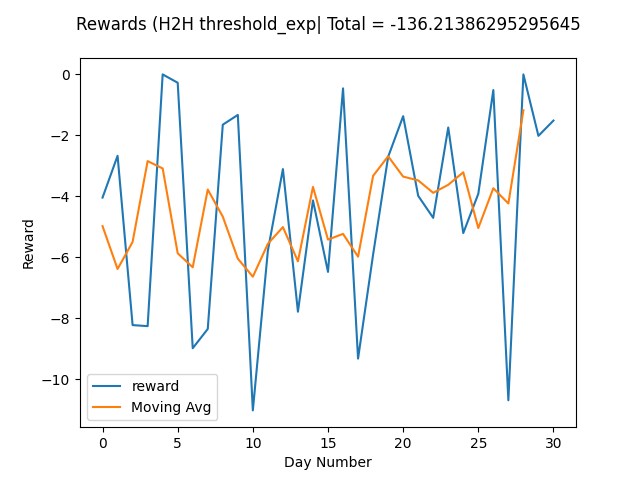 Rewards (H2H threshold_exp| Total = -136.21386295295645
0
−2
−4
−6
−8
−10
Reward
reward
Moving Avg
0 5 10 15 20 25 30
Day Number